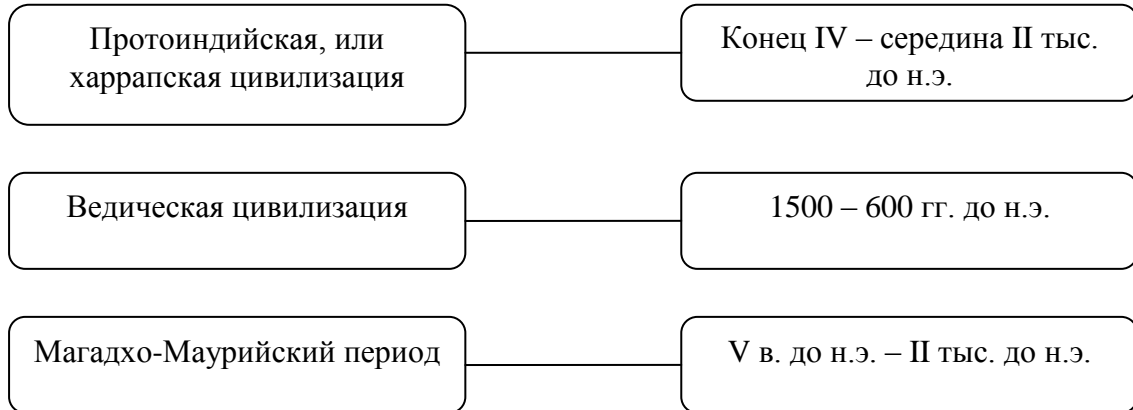 Протоиндийская, или
харрапская цивилизация
Конец IV – середина II тыс.
до н.э.
Ведическая цивилизация
1500 – 600 гг. до н.э.
Магадхо-Маурийский период
V в. до н.э. – II тыс. до н.э.